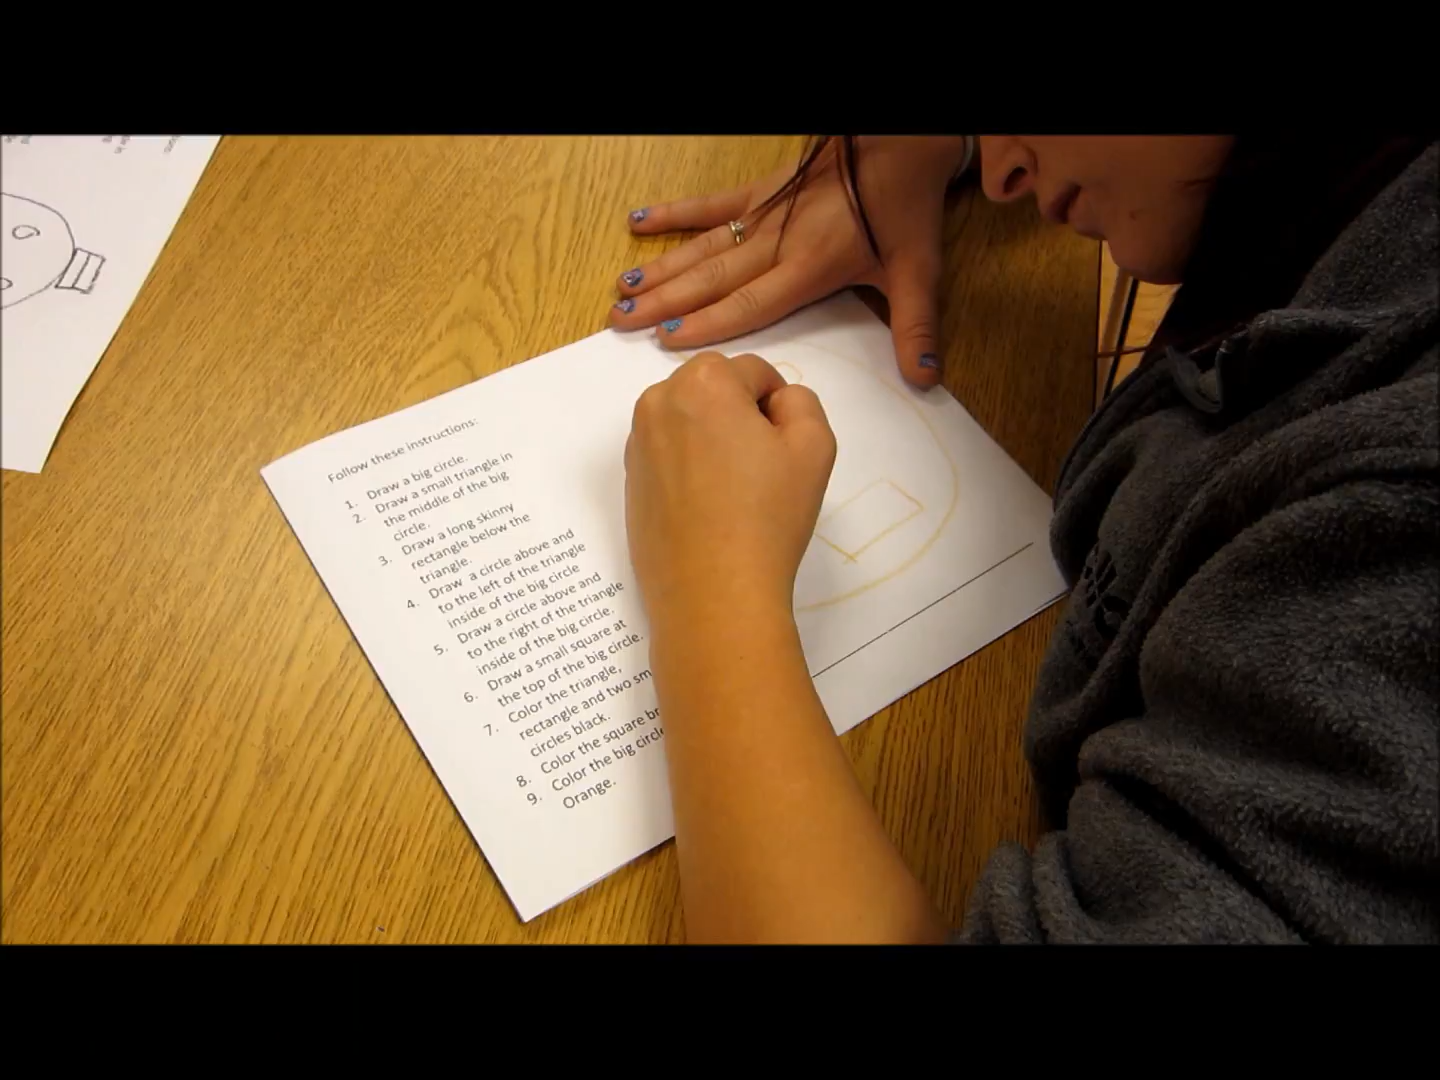 Follow these instructions:
1. Draw a big circle.
2. Draw a small triangle in
the middle of the big
circle.
3. Draw a long skinny
rectangle below the
triangle.
4. Draw a circle above and
to the left of the triangle
inside of the big circle
5. Draw a circle above and
to the right of the triangle
inside of the big circle.
6. Draw a small square at
the top of the big circle.
7. Color the triangle,
rectangle and two sm
circles black.
8. Color the square br
9. Color the big circle
Orange.